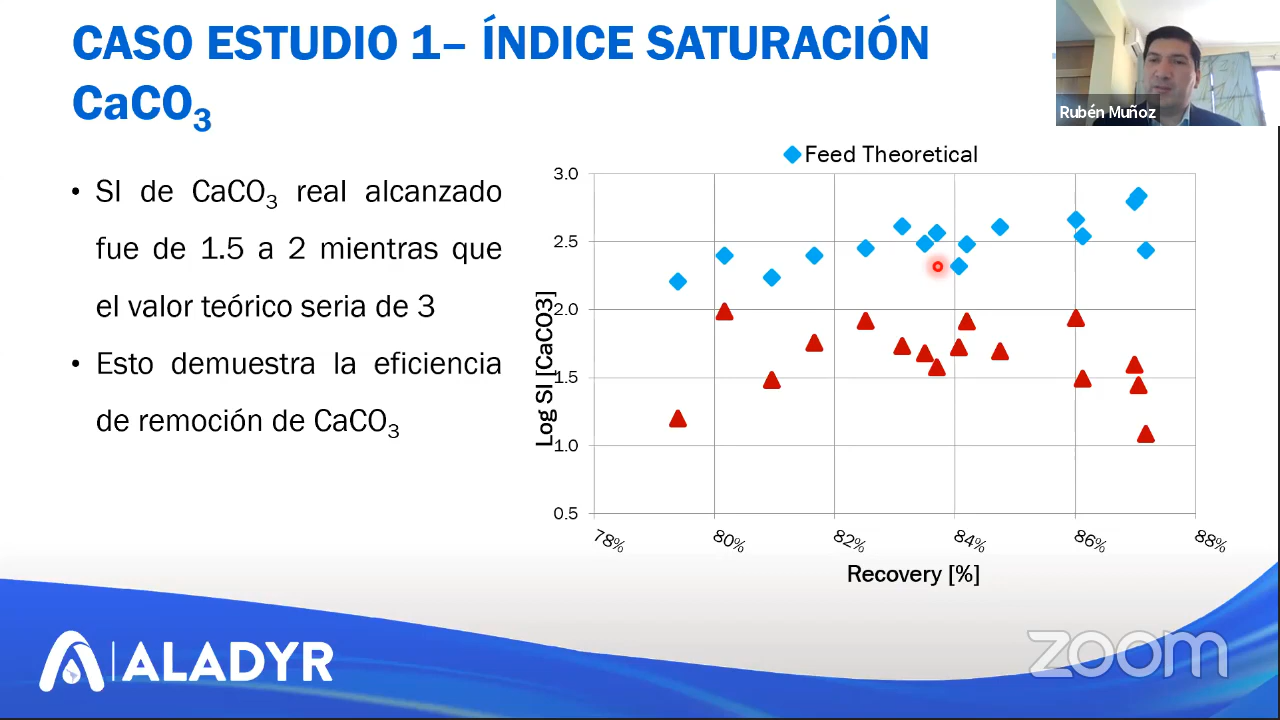 CASO ESTUDIO 1– ÍNDICE SATURACIÓN
CaCO₃
Rubén Muñoz
• SI de CaCO₃ real alcanzado
fue de 1.5 a 2 mientras que
el valor teórico seria de 3
• Esto demuestra la eficiencia
de remoción de CaCO₃
Feed Theoretical
Log SI [CaCO3]
3.0
2.5
2.0
1.5
1.0
0.5
78% 80% 82% 84% 86% 88%
Recovery [%]
ALADYR
zoom